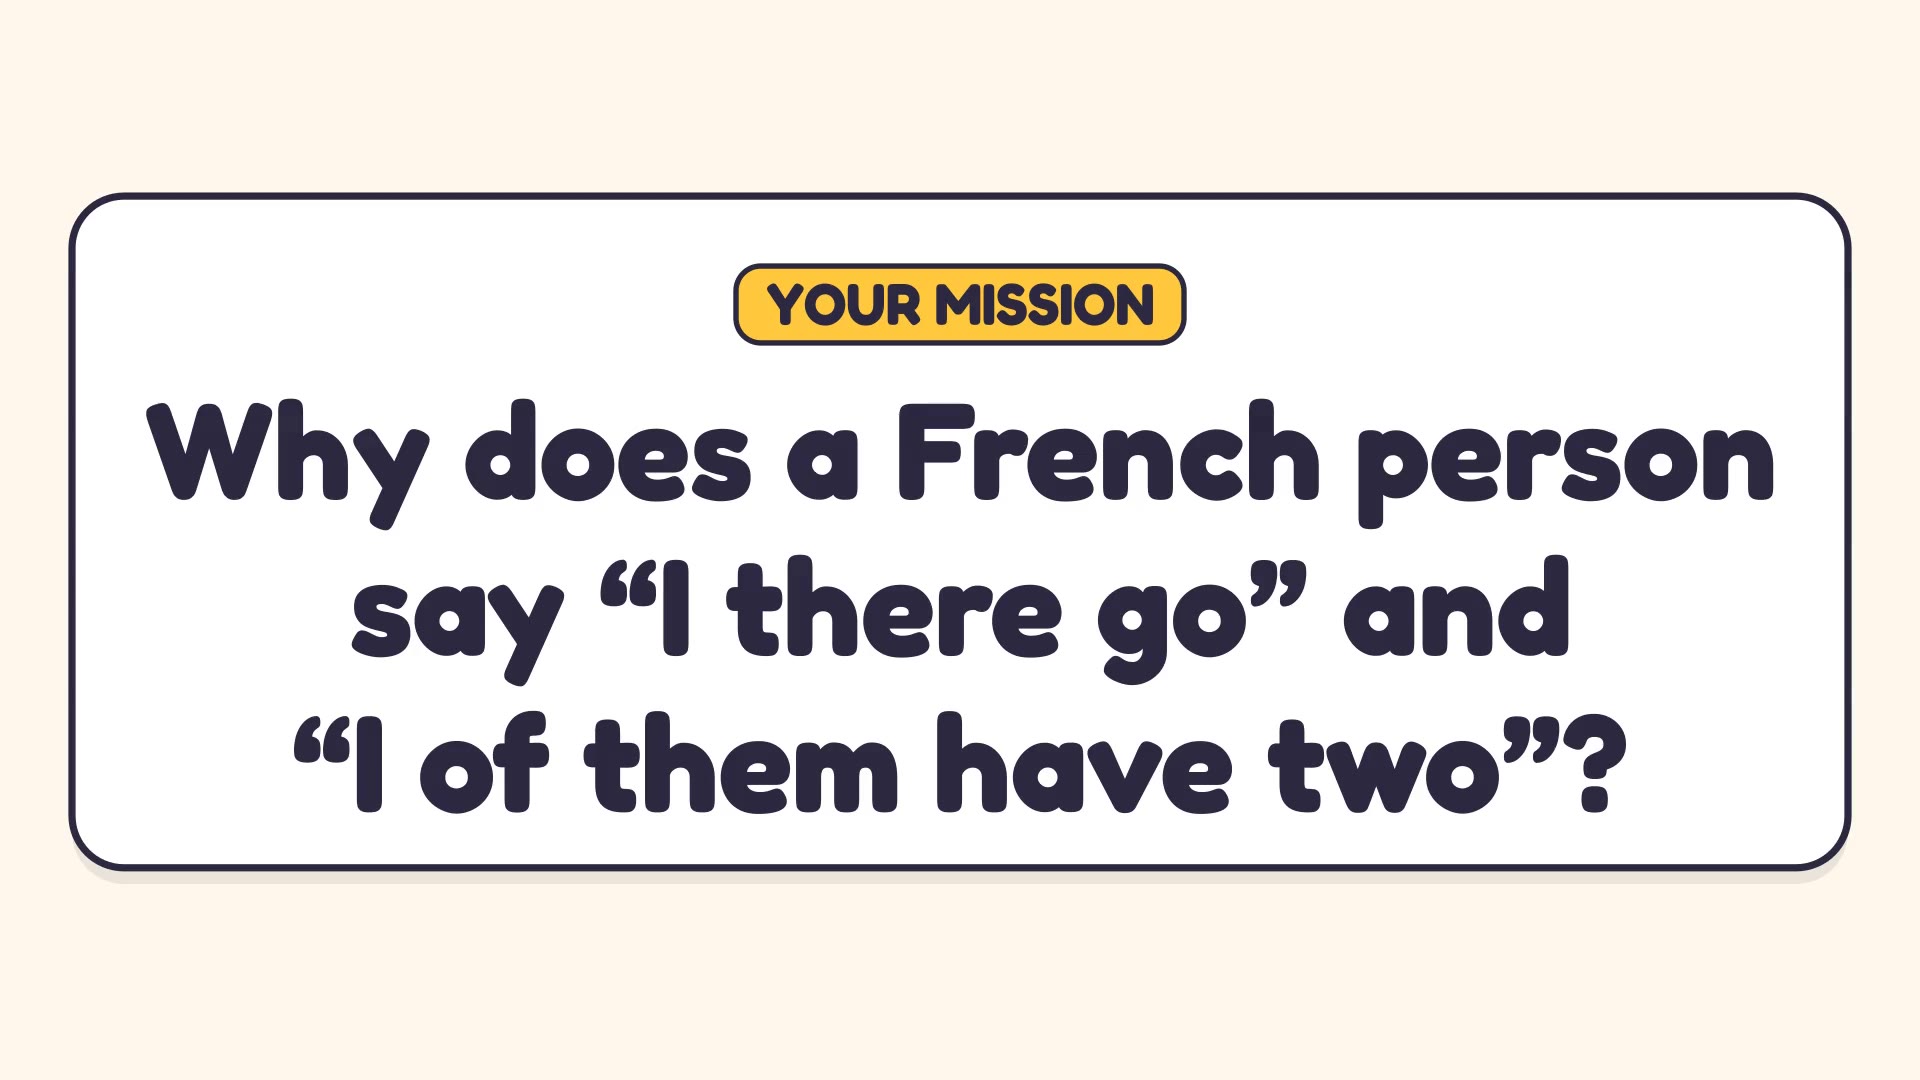 YOUR MISSION
Why does a French person
say “I there go” and
“I of them have two”?